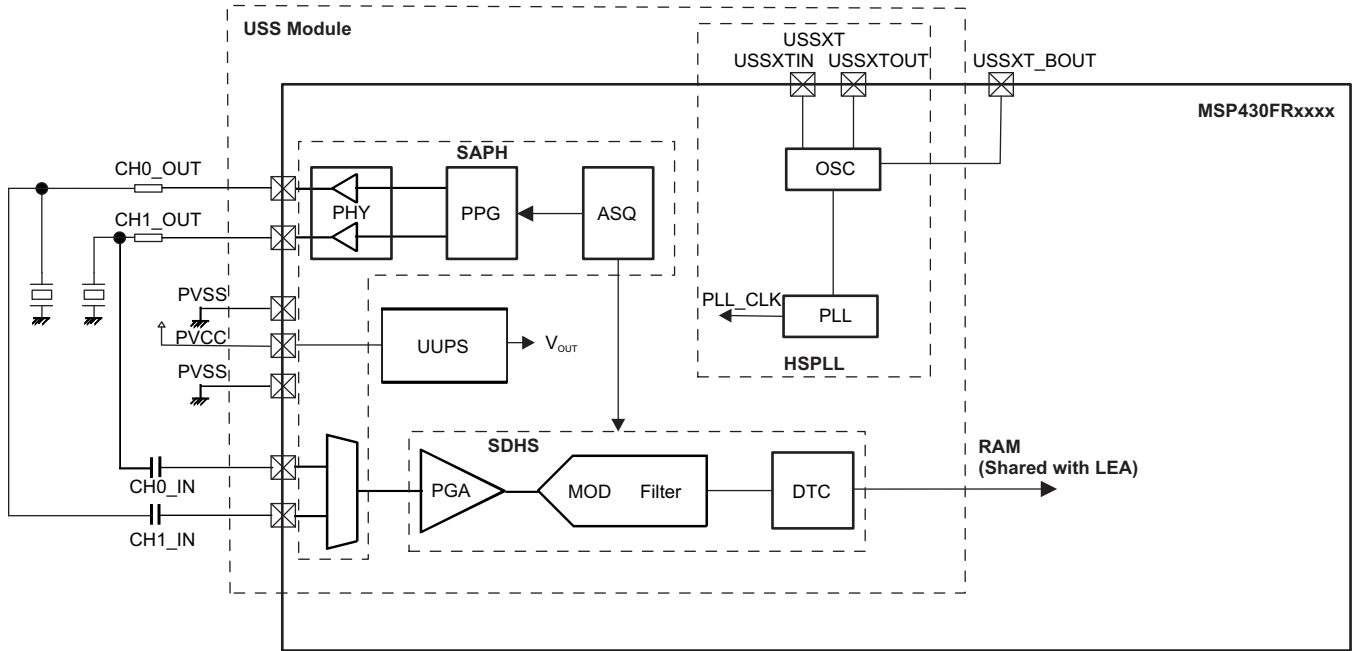 USS Module
USSXT
USSXTIN USSXTOUT USSXT_BOUT
MSP430FRxxxx
SAPH
CH0_OUT
OSC
PHY PPG ASQ
CH1_OUT
PVSS
PLL_CLK
PLL
PVCC
UUPS
VOUT
HSPLL
PVSS
SDHS
RAM
(Shared with LEA)
CH0_IN
PGA MOD Filter DTC
CH1_IN